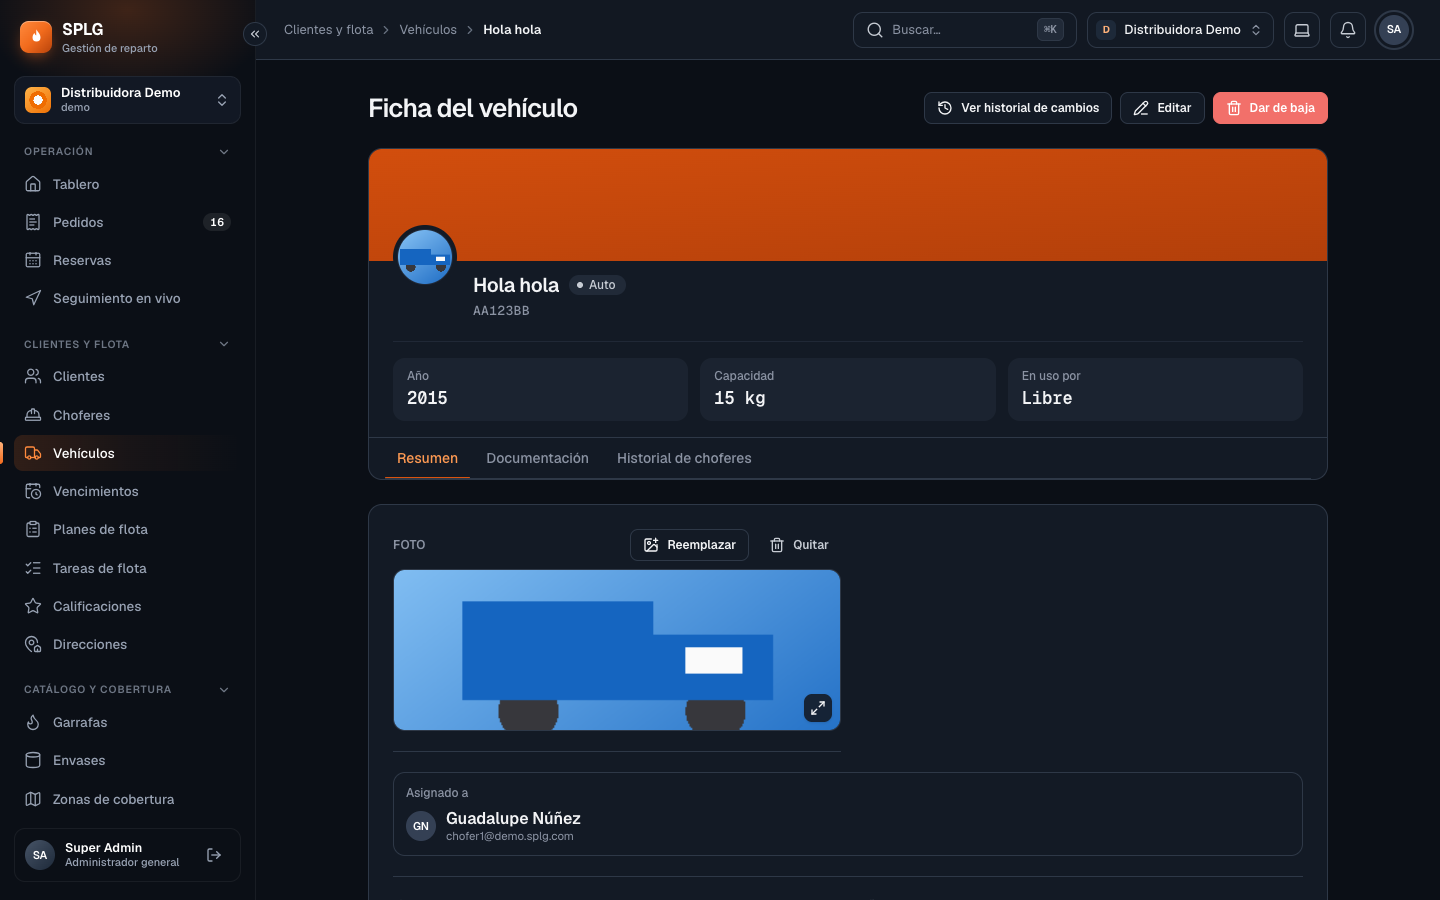 SPLG
Gestión de reparto
Distribuidora Demo
demo
OPERACIÓN
Tablero
Pedidos 16
Reservas
Seguimiento en vivo
CLIENTES Y FLOTA
Clientes
Choferes
Vehículos
Vencimientos
Planes de flota
Tareas de flota
Calificaciones
Direcciones
CATÁLOGO Y COBERTURA
Garrafas
Envases
Zonas de cobertura
SA Super Admin
Administrador general
Clientes y flota > Vehículos > Hola hola
Buscar... ⌘K
D Distribuidora Demo
SA
Ficha del vehículo
Ver historial de cambios
Editar
Dar de baja
Hola hola Auto
AA123BB
Año
2015
Capacidad
15 kg
En uso por
Libre
Resumen Documentación Historial de choferes
FOTO Reemplazar Quitar
Asignado a
GN Guadalupe Núñez
chofer1@demo.splg.com